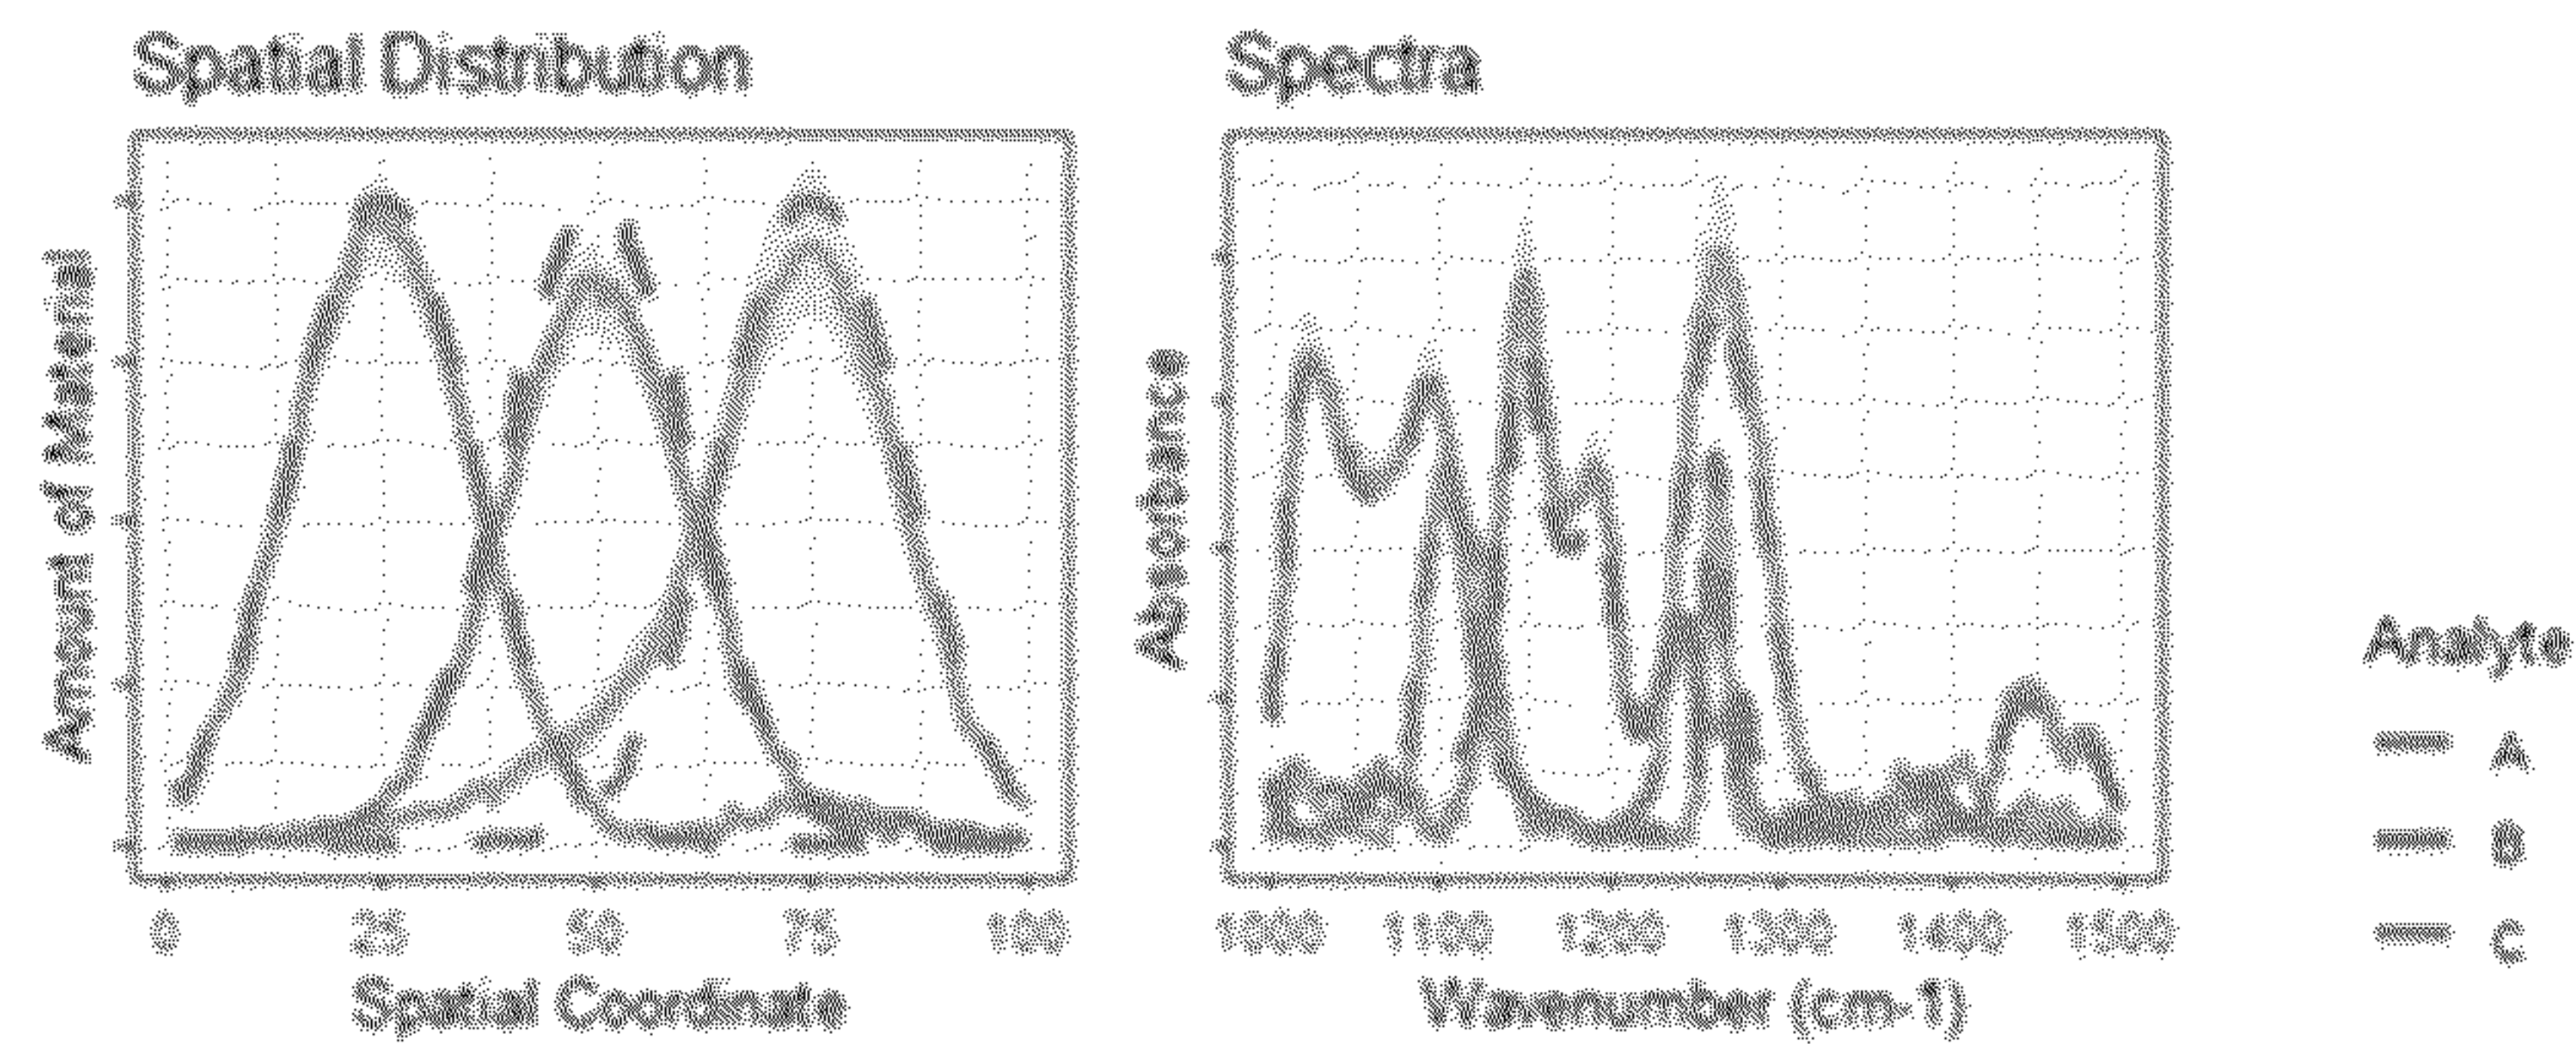 Spatial Distribution
Amount of Material
0 25 50 75 100
Spatial Coordinate
Spectra
Absorbance
1000 1100 1200 1300 1400 1500
Wavenumber (cm-1)
Analyte
A
B
C